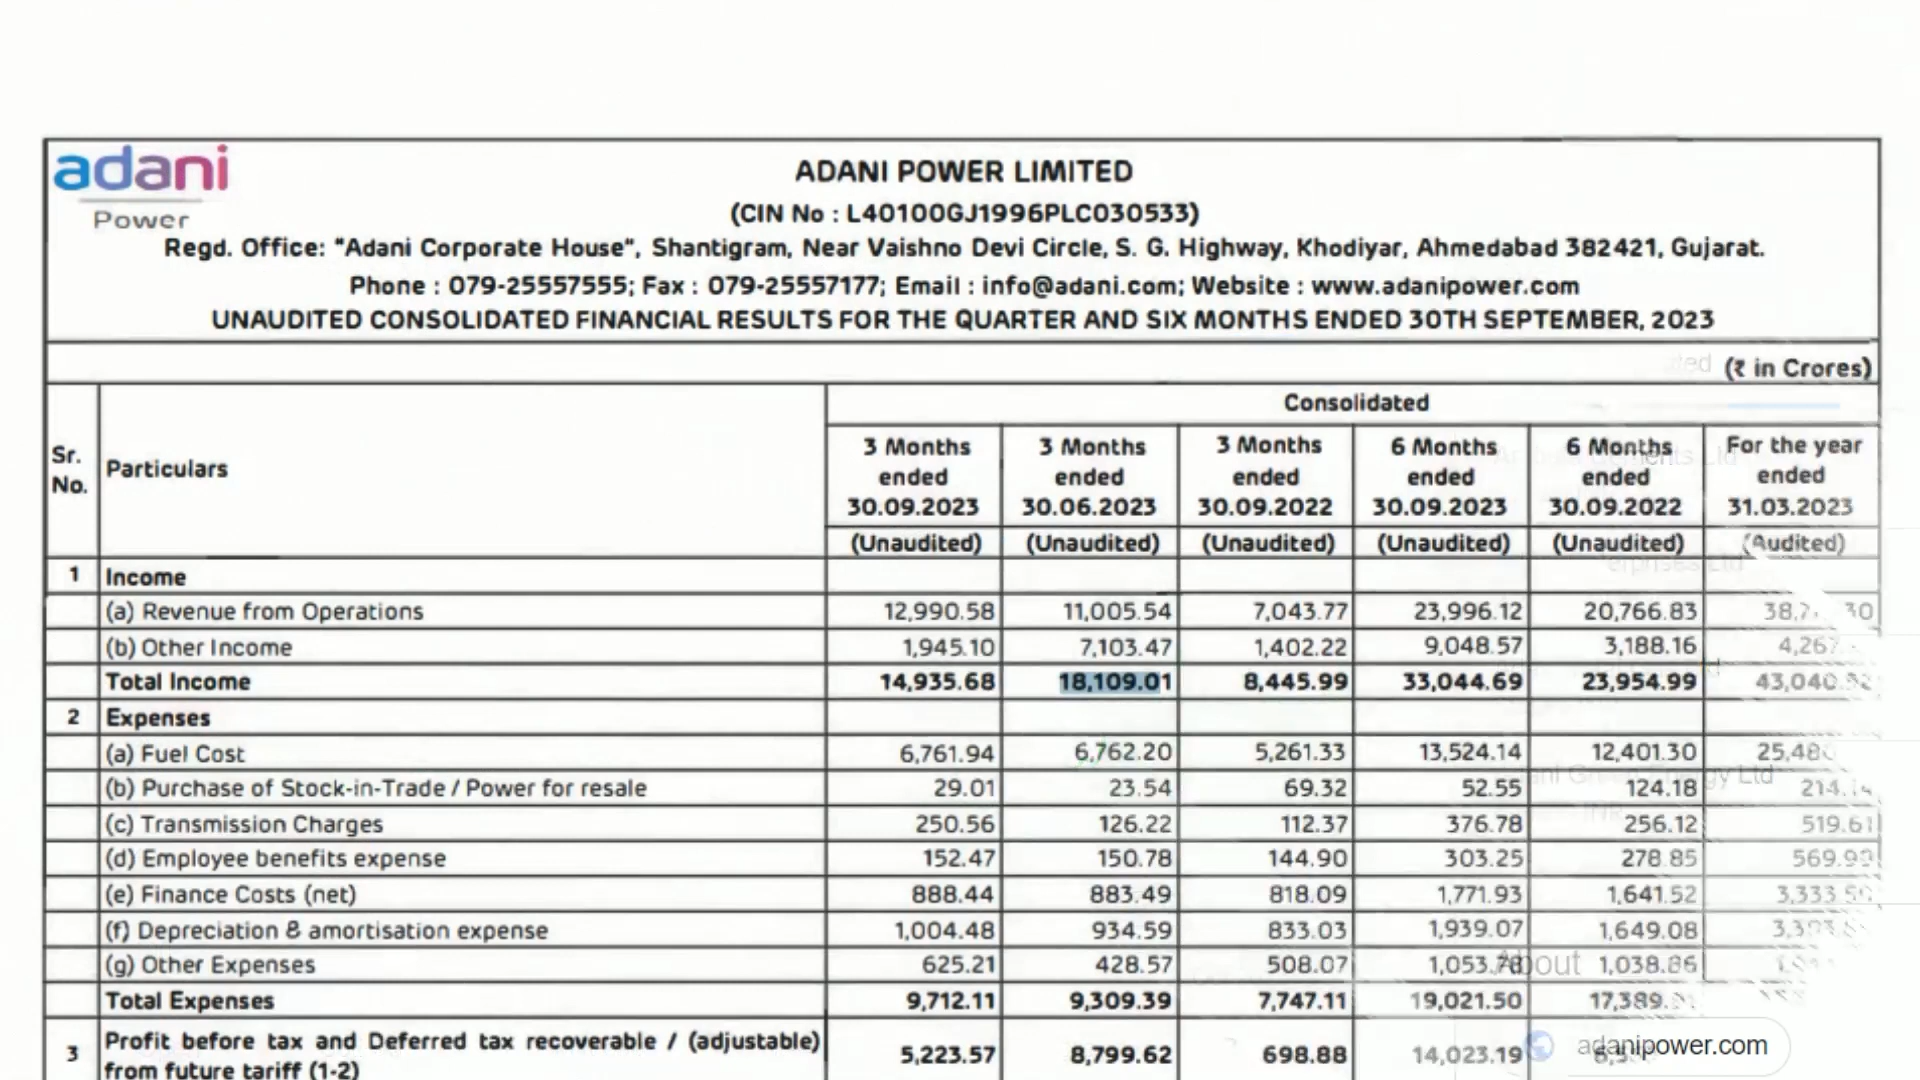 adani
Power
ADANI POWER LIMITED
(CIN No : L40100GJ1996PLC030533)
Regd. Office: "Adani Corporate House", Shantigram, Near Vaishno Devi Circle, S. G. Highway, Khodiyar, Ahmedabad 382421, Gujarat.
Phone : 079-25557555; Fax : 079-25557177; Email : info@adani.com; Website : www.adanipower.com
UNAUDITED CONSOLIDATED FINANCIAL RESULTS FOR THE QUARTER AND SIX MONTHS ENDED 30TH SEPTEMBER, 2023
(₹ in Crores)
Sr. No. Particulars Consolidated
3 Months ended 30.09.2023 3 Months ended 30.06.2023 3 Months ended 30.09.2022 6 Months ended 30.09.2023 6 Months ended 30.09.2022 For the year ended 31.03.2023
(Unaudited) (Unaudited) (Unaudited) (Unaudited) (Unaudited) (Audited)
1 Income
(a) Revenue from Operations 12,990.58 11,005.54 7,043.77 23,996.12 20,766.83
(b) Other Income 1,945.10 7,103.47 1,402.22 9,048.57 3,188.16
Total Income 14,935.68 18,109.01 8,445.99 33,044.69 23,954.99
2 Expenses
(a) Fuel Cost 6,761.94 6,762.20 5,261.33 13,524.14 12,401.30
(b) Purchase of Stock-in-Trade / Power for resale 29.01 23.54 69.32 52.55 124.18
(c) Transmission Charges 250.56 126.22 112.37 376.78 256.12 519.61
(d) Employee benefits expense 152.47 150.78 144.90 303.25 278.85
(e) Finance Costs (net) 888.44 883.49 818.09 1,771.93 1,641.52
(f) Depreciation & amortisation expense 1,004.48 934.59 833.03 1,939.07 1,649.08
(g) Other Expenses 625.21 428.57 508.07 About 1,038.86
Total Expenses 9,712.11 9,309.39 7,747.11 19,021.50
3 Profit before tax and Deferred tax recoverable / (adjustable) from future tariff (1-2) 5,223.57 8,799.62 698.88 14,023.19
adanipower.com